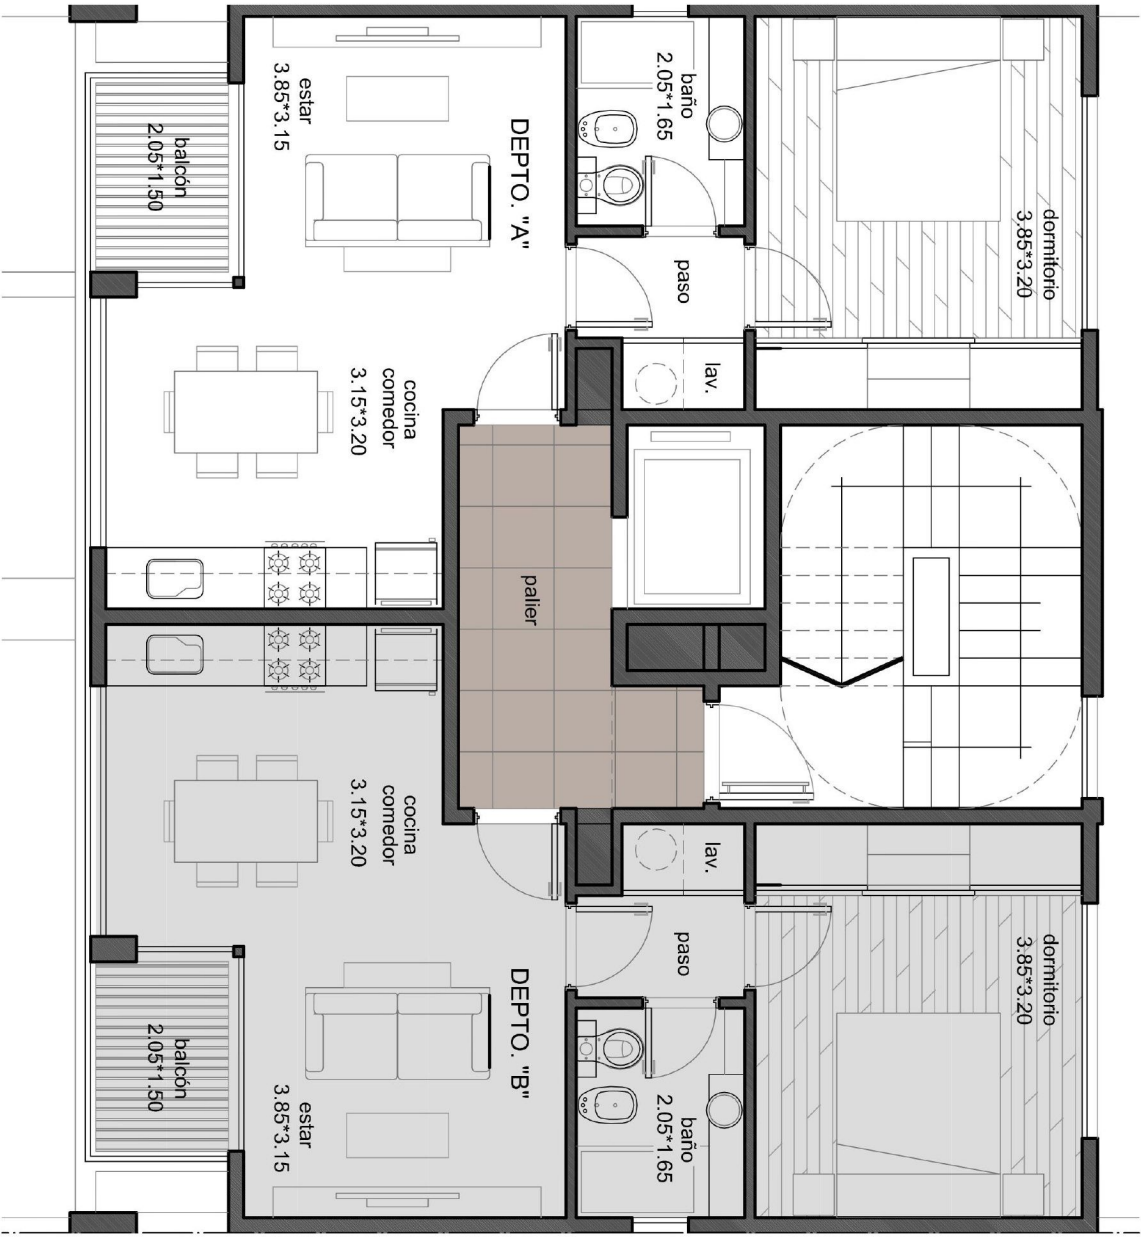 DEPTO. "A"
estar
3.85*3.15
balcón
2.05*1.50
baño
2.05*1.65
dormitorio
3.85*3.20
paso
lav.
cocina
comedor
3.15*3.20
palier
cocina
comedor
3.15*3.20
lav.
paso
dormitorio
3.85*3.20
DEPTO. "B"
balcón
2.05*1.50
estar
3.85*3.15
baño
2.05*1.65